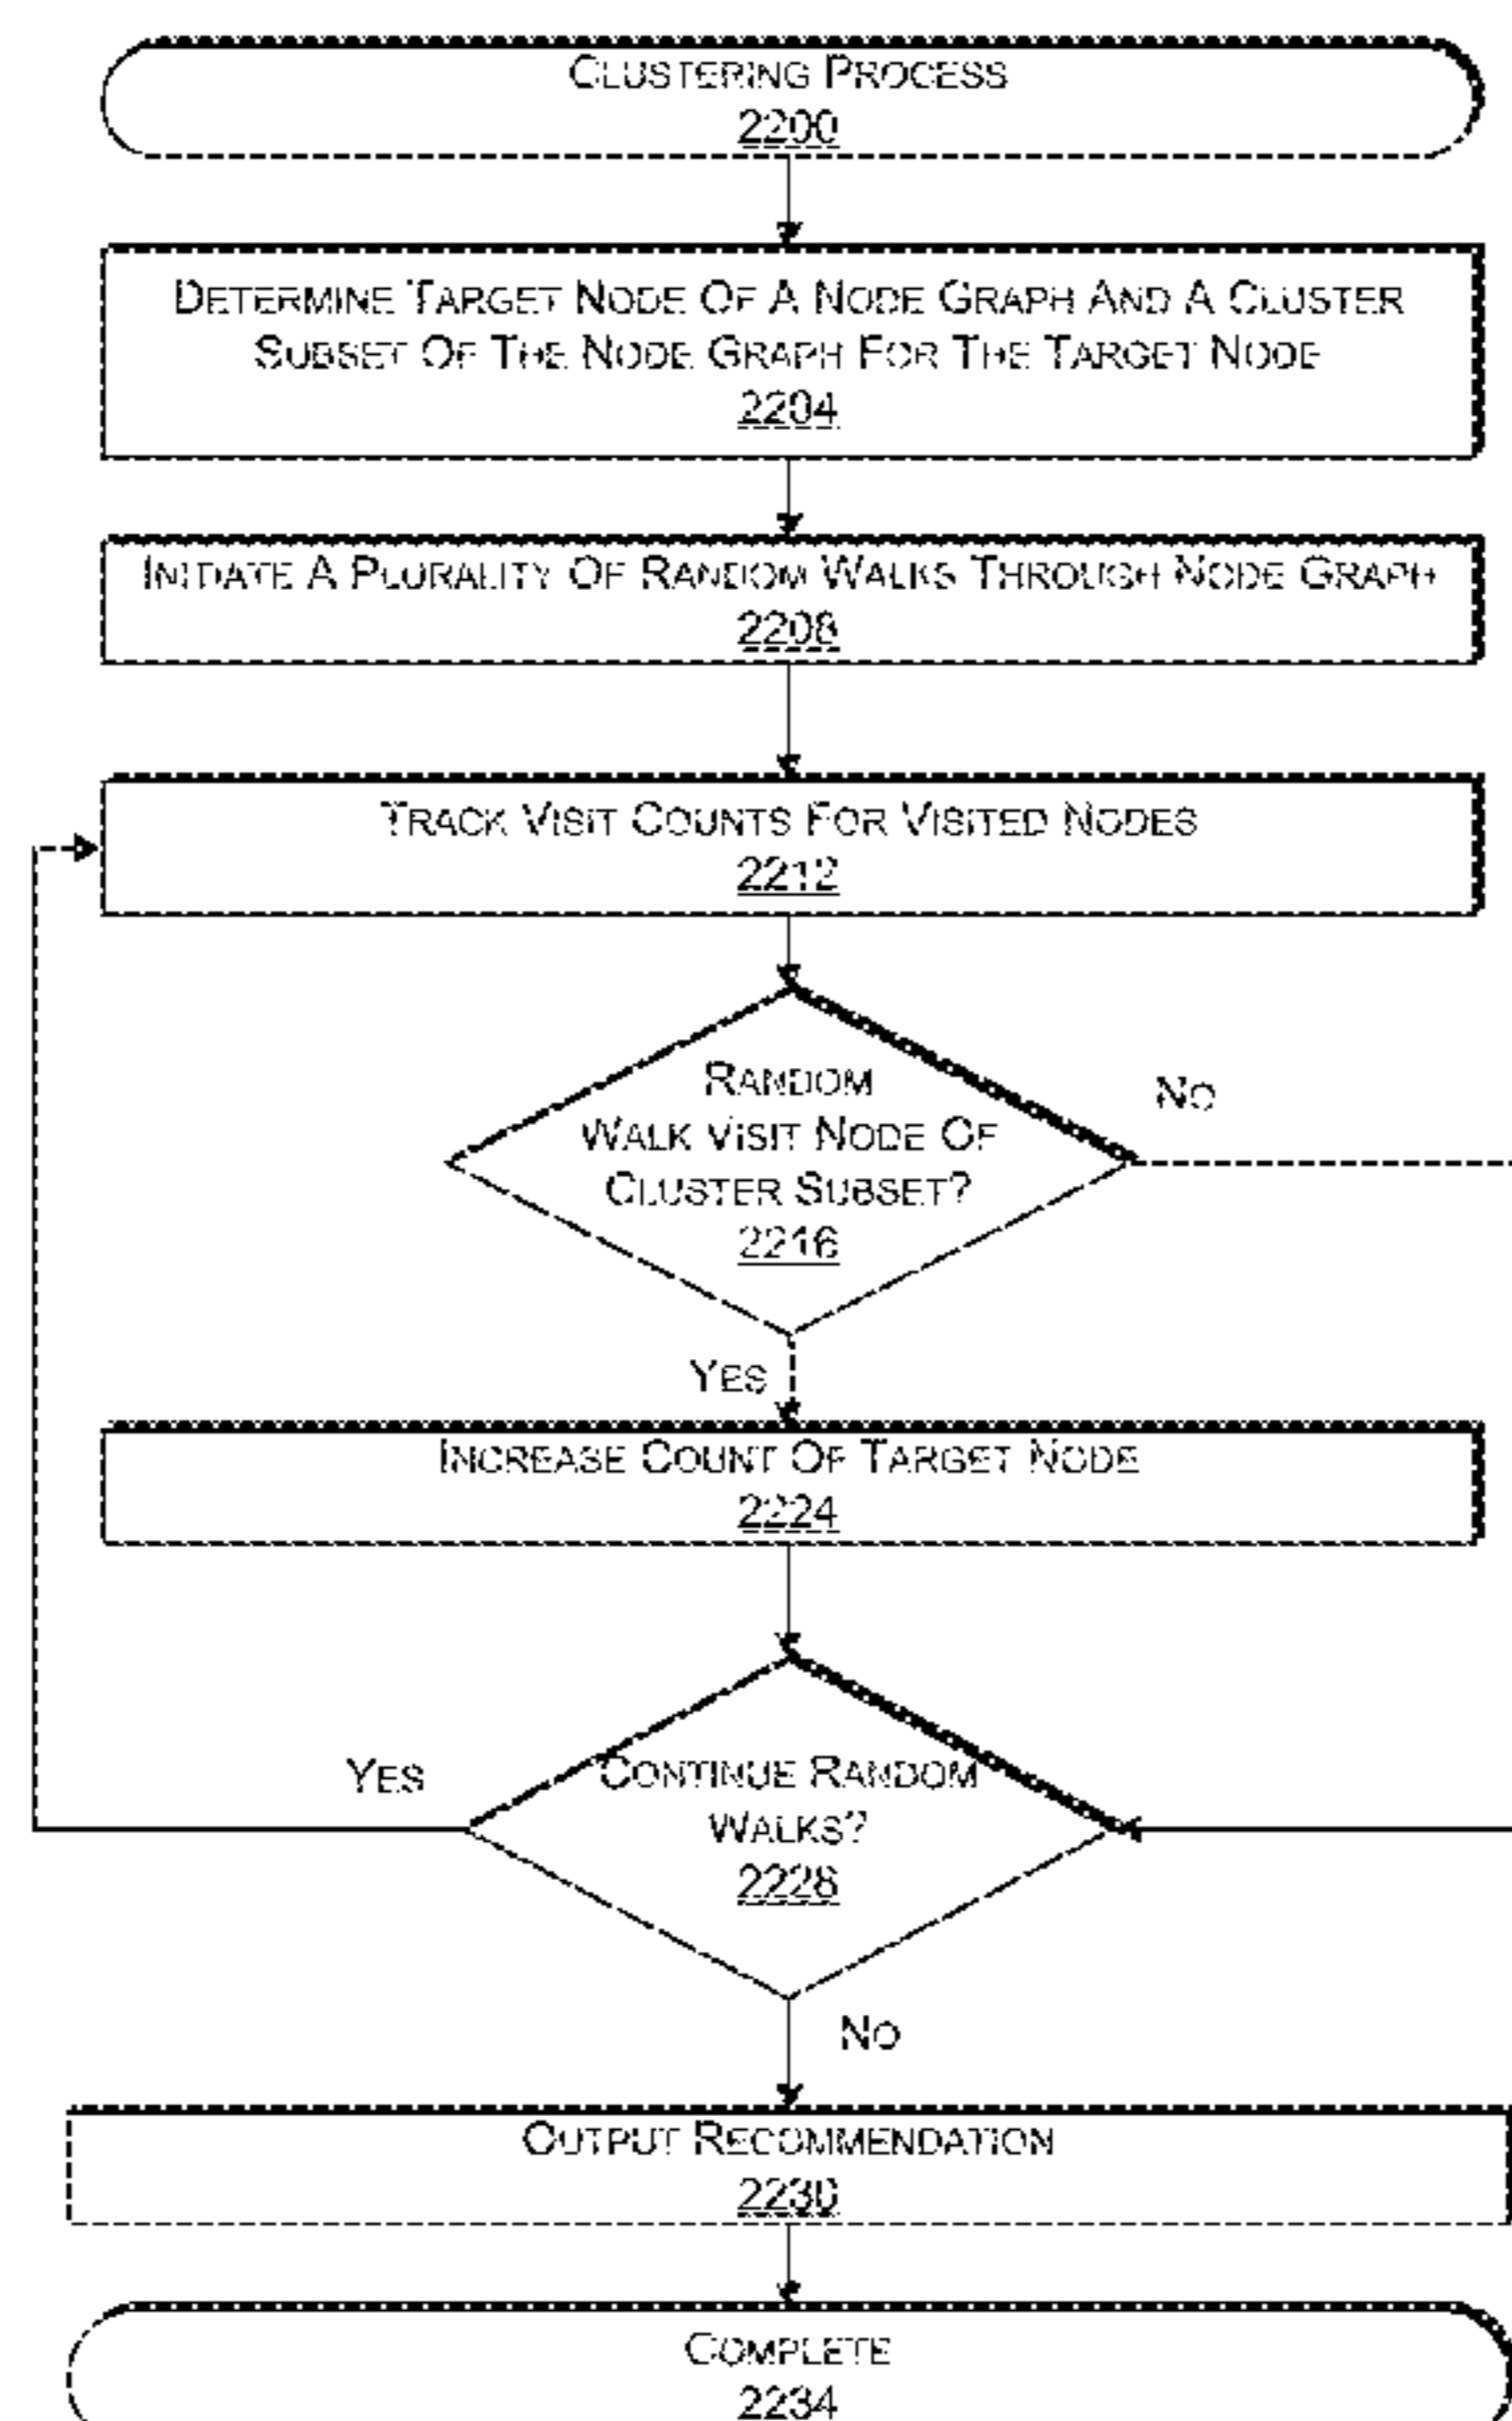 CLUSTERING PROCESS
2200
DETERMINE TARGET NODE OF A NODE GRAPH AND A CLUSTER
SUBSET OF THE NODE GRAPH FOR THE TARGET NODE
2204
INITIATE A PLURALITY OF RANDOM WALKS THROUGH NODE GRAPH
2208
TRACK VISIT COUNTS FOR VISITED NODES
2212
RANDOM
WALK VISIT NODE OF
CLUSTER SUBSET?
2216
NO
YES
INCREASE COUNT OF TARGET NODE
2224
CONTINUE RANDOM
WALKS?
2228
YES
NO
OUTPUT RECOMMENDATION
2230
COMPLETE
2234